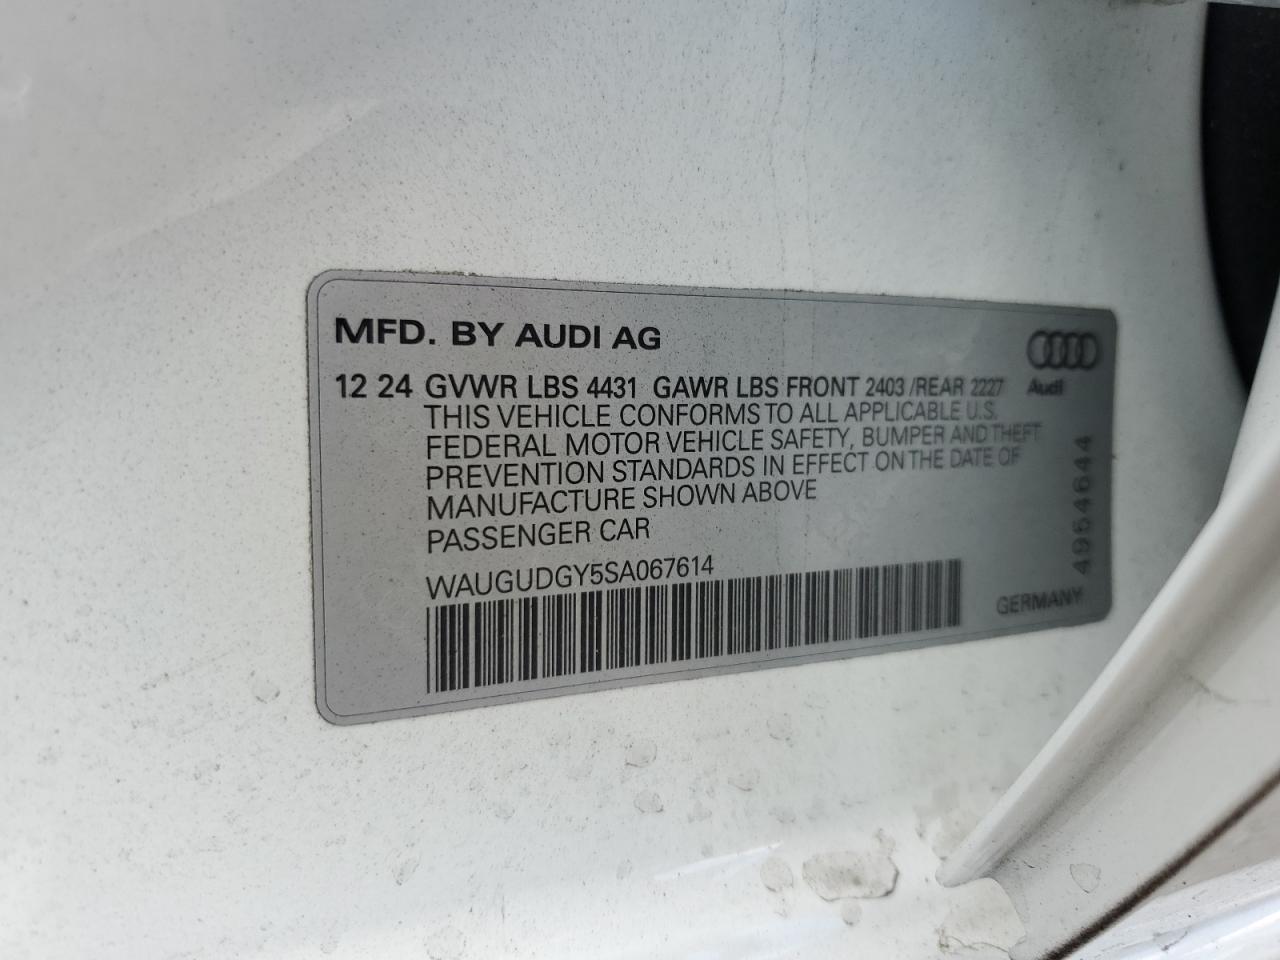 MFD. BY AUDI AG
12 24 GVWR LBS 4431 GAWR LBS FRONT 2403 /REAR 2227
Audi
THIS VEHICLE CONFORMS TO ALL APPLICABLE U.S.
FEDERAL MOTOR VEHICLE SAFETY, BUMPER AND THEFT
PREVENTION STANDARDS IN EFFECT ON THE DATE OF
MANUFACTURE SHOWN ABOVE
PASSENGER CAR
WAUGUDGY5SA067614
4954644
GERMANY